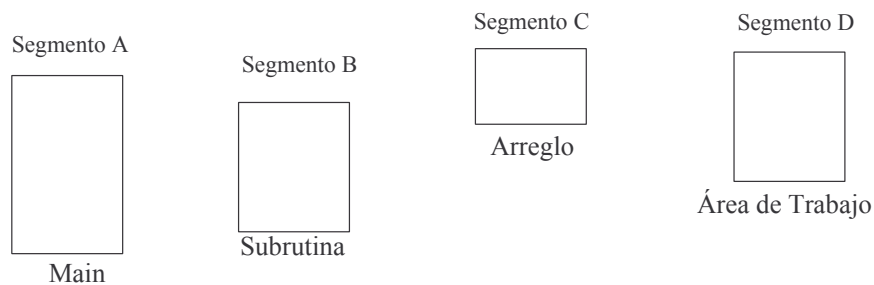 Segmento A
Main
Segmento B
Subrutina
Segmento C
Arreglo
Segmento D
Área de Trabajo